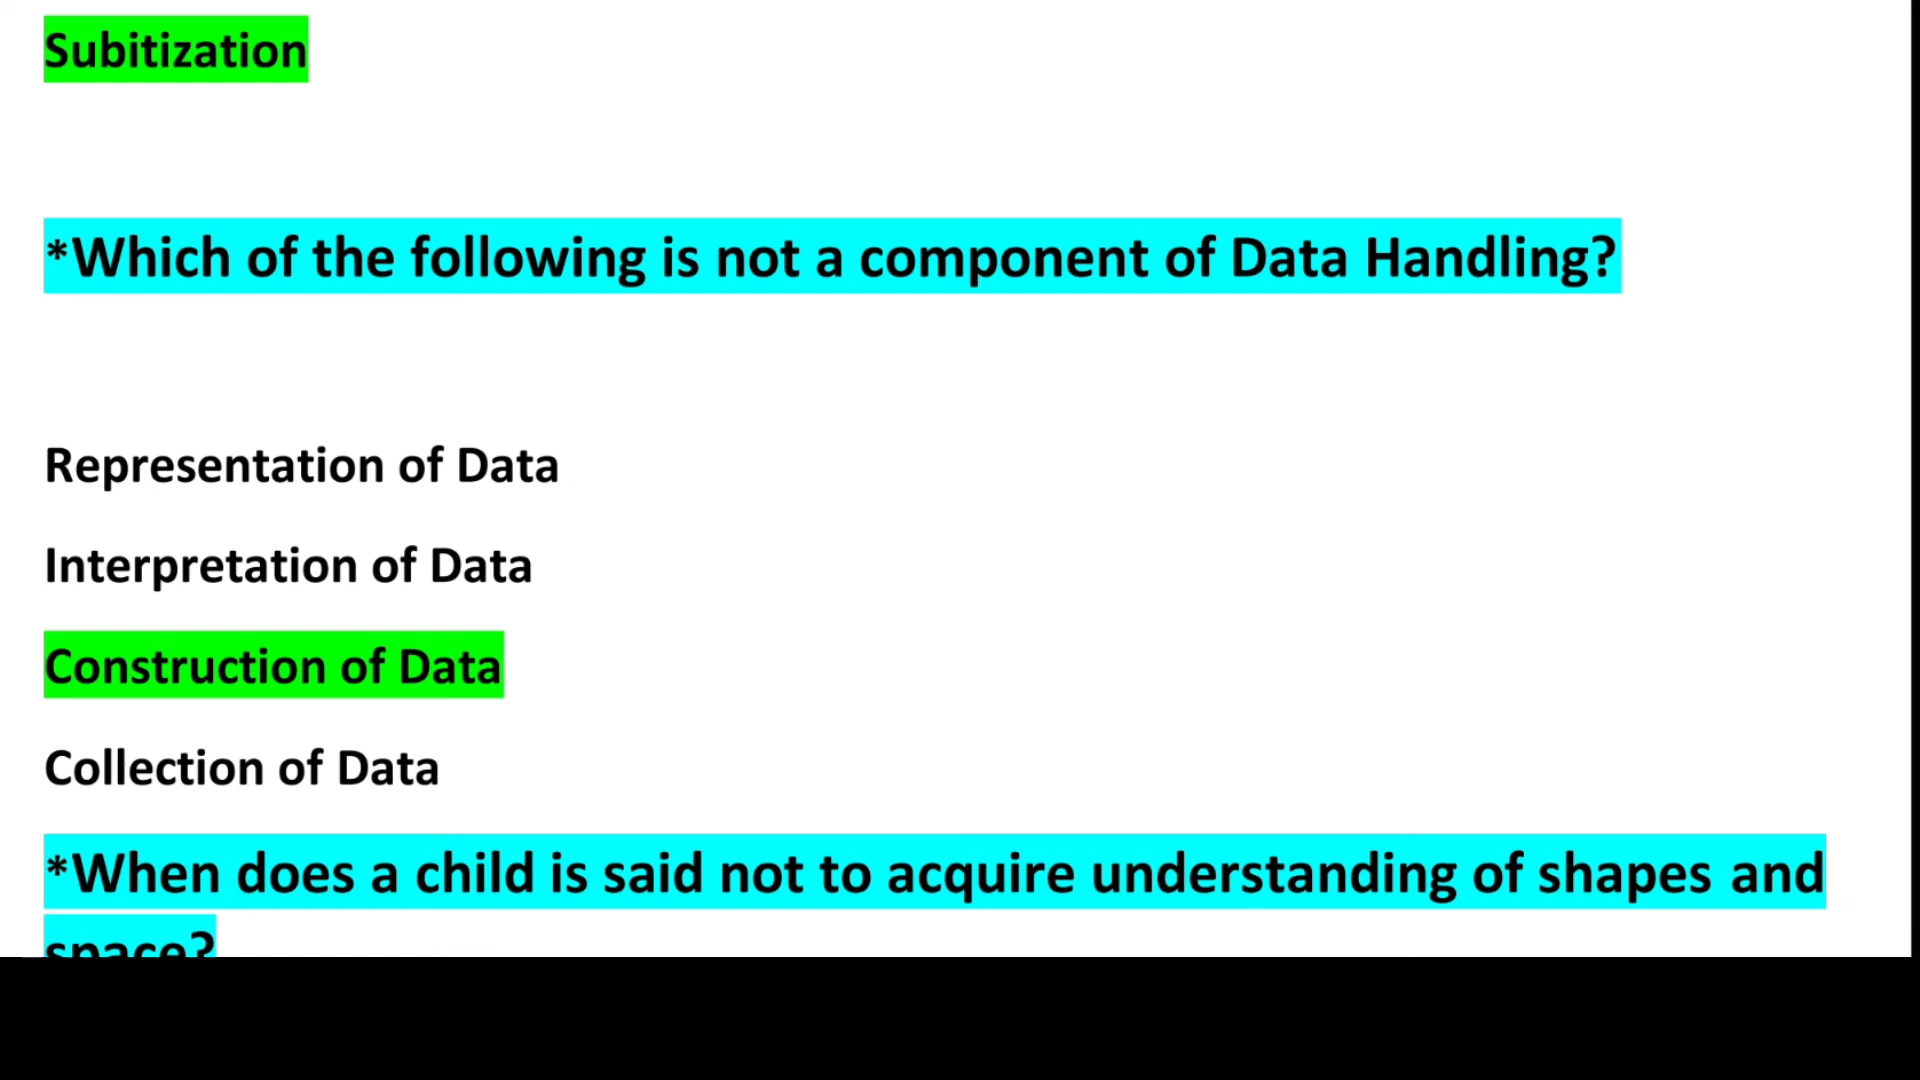 Subitization
*Which of the following is not a component of Data Handling?
Representation of Data
Interpretation of Data
Construction of Data
Collection of Data
*When does a child is said not to acquire understanding of shapes and
space?